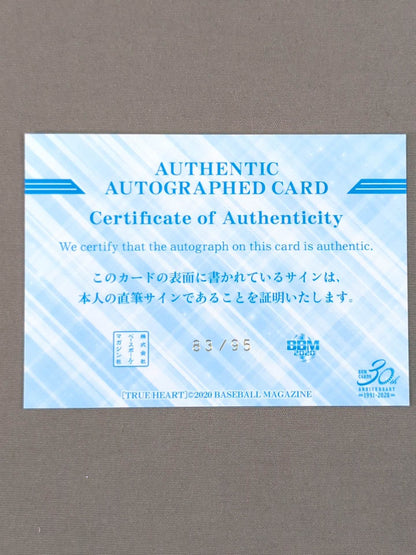 AUTHENTIC
AUTOGRAPHED CARD
Certificate of Authenticity
We certify that the autograph on this card is authentic.
このカードの表面に書かれているサインは、
本人の直筆サインであることを証明いたします。
株式会社
ベースボール・
マガジン社
83/95
BBM
2020
BBM
CARDS
30th
ANNIVERSARY
1991-2020
[TRUE HEART]©2020 BASEBALL MAGAZINE